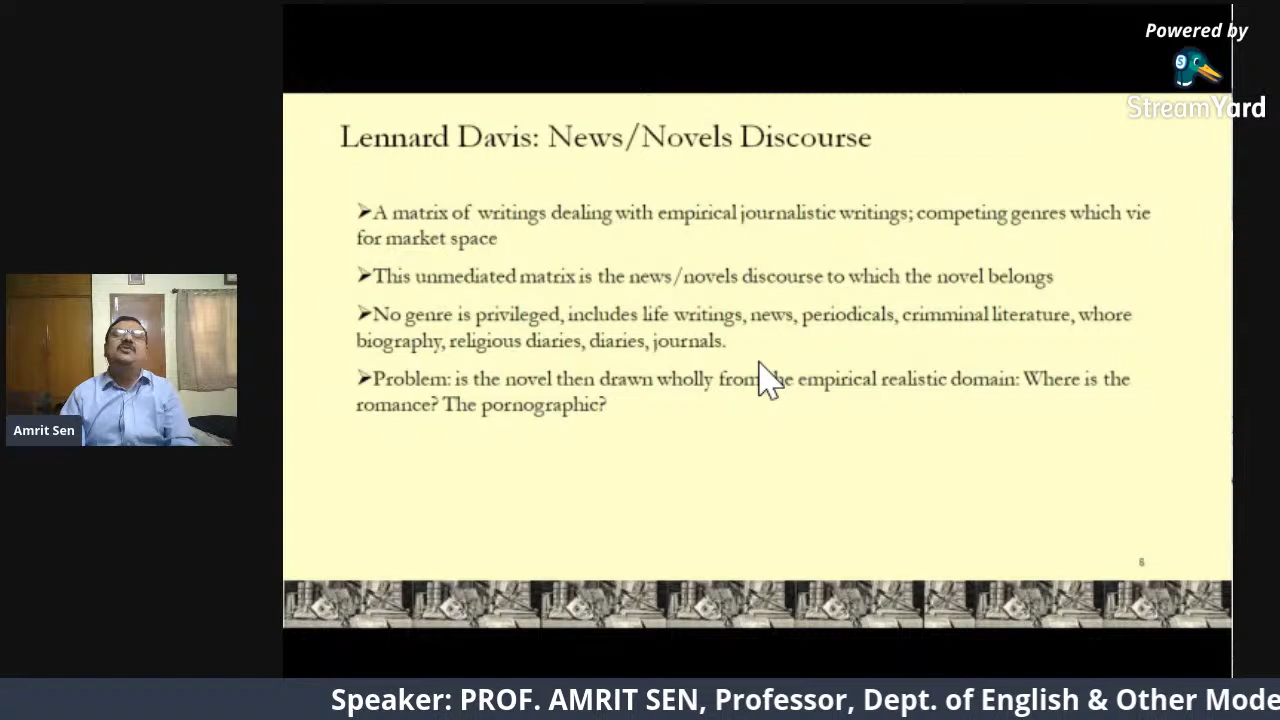 Powered by
StreamYard
Lennard Davis: News/Novels Discourse
➤A matrix of writings dealing with empirical journalistic writings; competing genres which vie
for market space
➤This unmediated matrix is the news/novels discourse to which the novel belongs
➤No genre is privileged, includes life writings, news, periodicals, crimminal literature, whore
biography, religious diaries, diaries, journals.
➤Problem: is the novel then drawn wholly from the empirical realistic domain: Where is the
romance? The pornographic?
Amrit Sen
6
Speaker: PROF. AMRIT SEN, Professor, Dept. of English & Other Mode